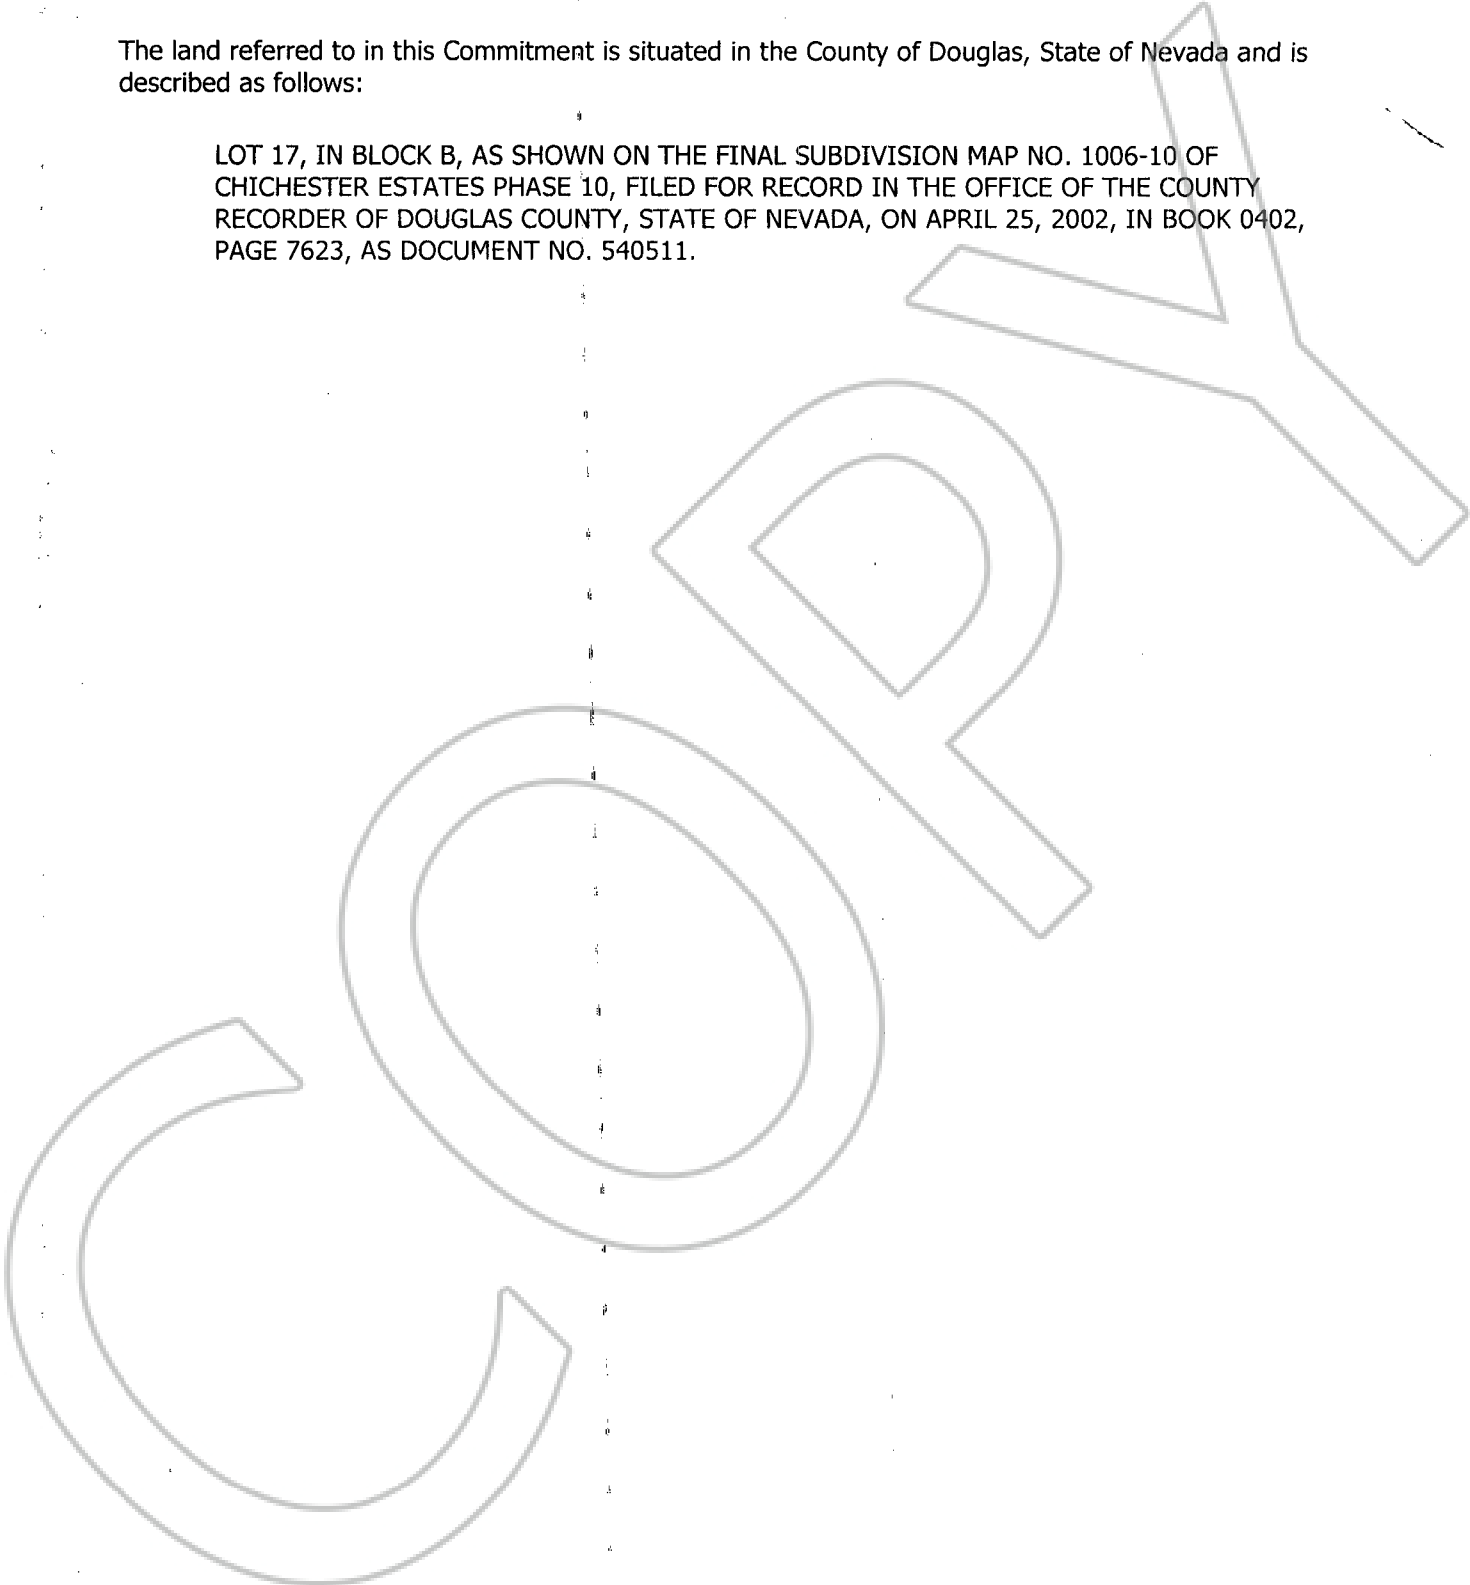 The land referred to in this Commitment is situated in the County of Douglas, State of Nevada and is
described as follows:
LOT 17, IN BLOCK B, AS SHOWN ON THE FINAL SUBDIVISION MAP NO. 1006-10 OF
CHICHESTER ESTATES PHASE 10, FILED FOR RECORD IN THE OFFICE OF THE COUNTY
RECORDER OF DOUGLAS COUNTY, STATE OF NEVADA, ON APRIL 25, 2002, IN BOOK 0402,
PAGE 7623, AS DOCUMENT NO. 540511.
COPY